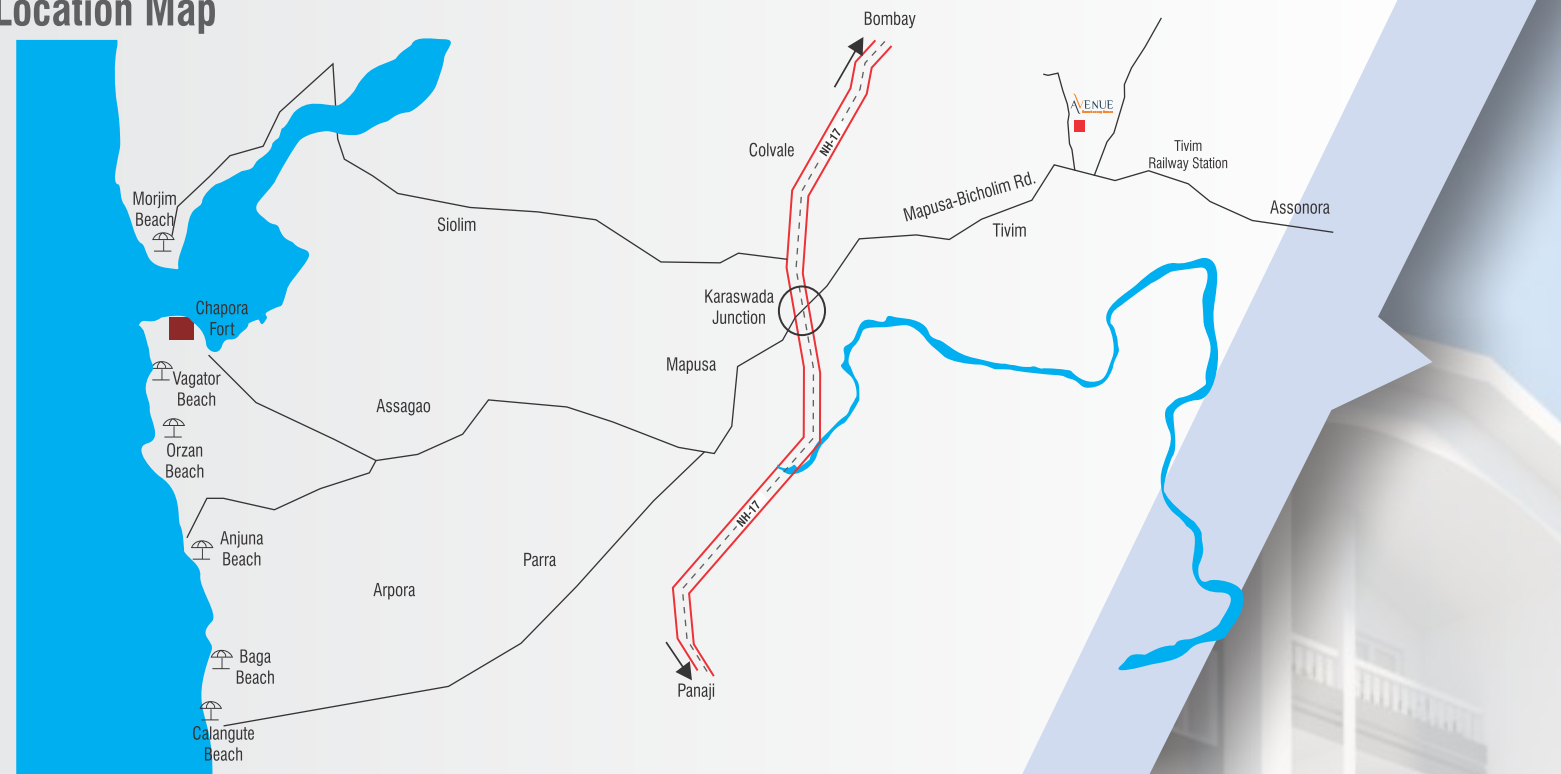 Location Map
Bombay
AVENUE
NH-17
Colvale
Tivim
Railway Station
Mapusa-Bicholim Rd.
Morjim
Beach
Assonora
Siolim
Tivim
Karaswada
Junction
Chapora
Fort
Mapusa
Vagator
Beach
Assagao
Orzan
Beach
NH-17
Anjuna
Beach
Parra
Arpora
Baga
Beach
Panaji
Calangute
Beach